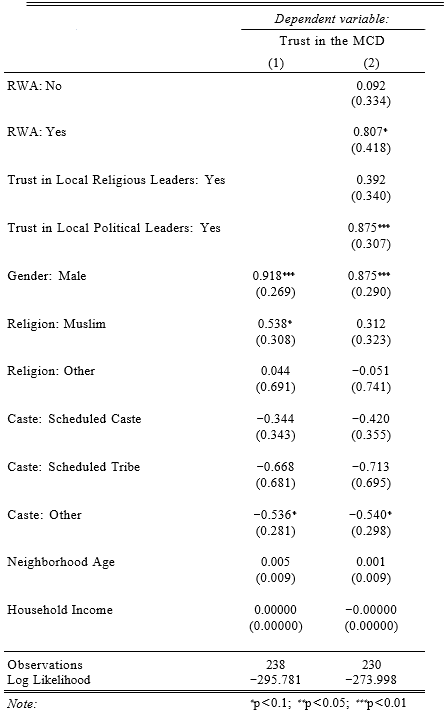 Dependent variable:
Trust in the MCD
(1) (2)
RWA: No 0.092
(0.334)
RWA: Yes 0.807*
(0.418)
Trust in Local Religious Leaders: Yes 0.392
(0.340)
Trust in Local Political Leaders: Yes 0.875***
(0.307)
Gender: Male 0.918*** 0.875***
(0.269) (0.290)
Religion: Muslim 0.538* 0.312
(0.308) (0.323)
Religion: Other 0.044 −0.051
(0.691) (0.741)
Caste: Scheduled Caste −0.344 −0.420
(0.343) (0.355)
Caste: Scheduled Tribe −0.668 −0.713
(0.681) (0.695)
Caste: Other −0.536* −0.540*
(0.281) (0.298)
Neighborhood Age 0.005 0.001
(0.009) (0.009)
Household Income 0.00000 −0.00000
(0.00000) (0.00000)
Observations 238 230
Log Likelihood −295.781 −273.998
Note: *p<0.1; **p<0.05; ***p<0.01